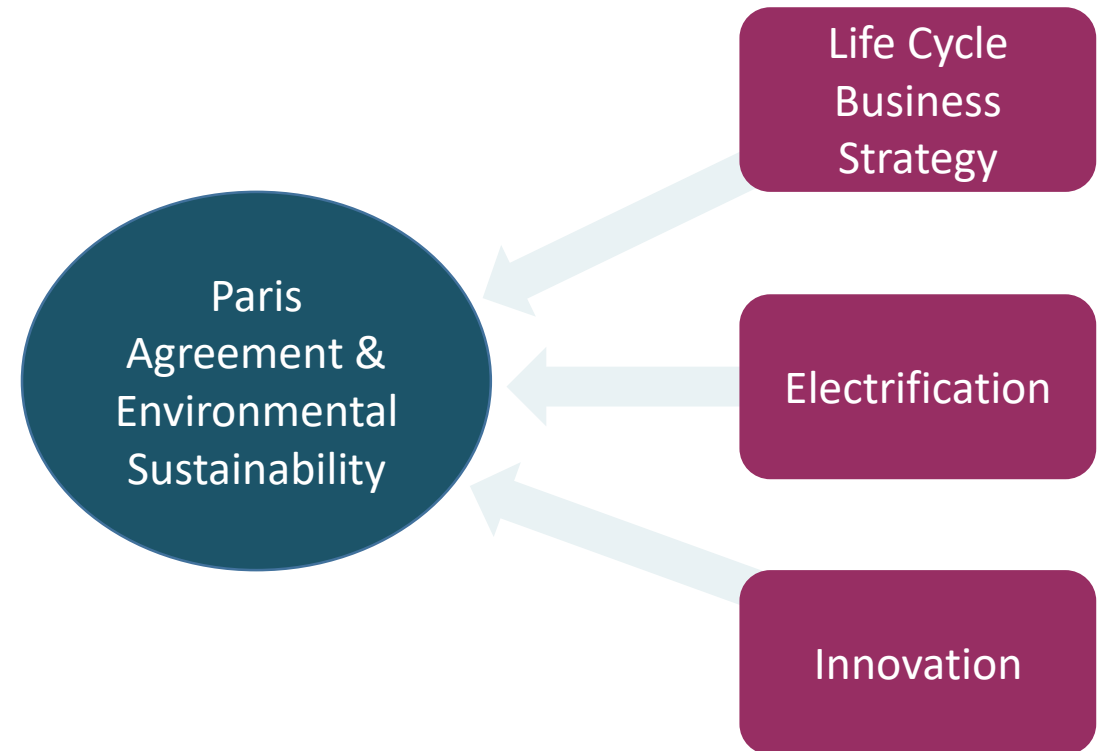 Life Cycle
Business
Strategy
Paris
Agreement &
Environmental
Sustainability
Electrification
Innovation